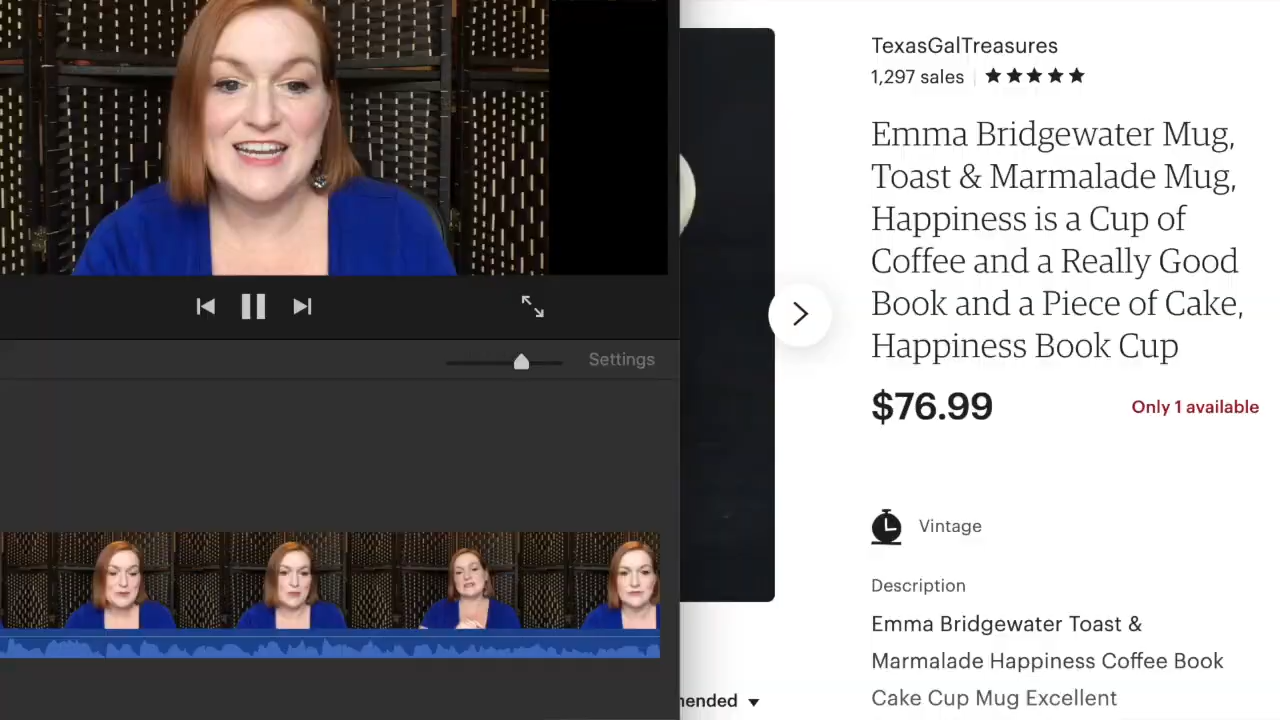 TexasGalTreasures
1,297 sales
Emma Bridgewater Mug,
Toast & Marmalade Mug,
Happiness is a Cup of
Coffee and a Really Good
Book and a Piece of Cake,
Happiness Book Cup
$76.99
Only 1 available
Settings
Vintage
Description
Emma Bridgewater Toast &
Marmalade Happiness Coffee Book
Cake Cup Mug Excellent